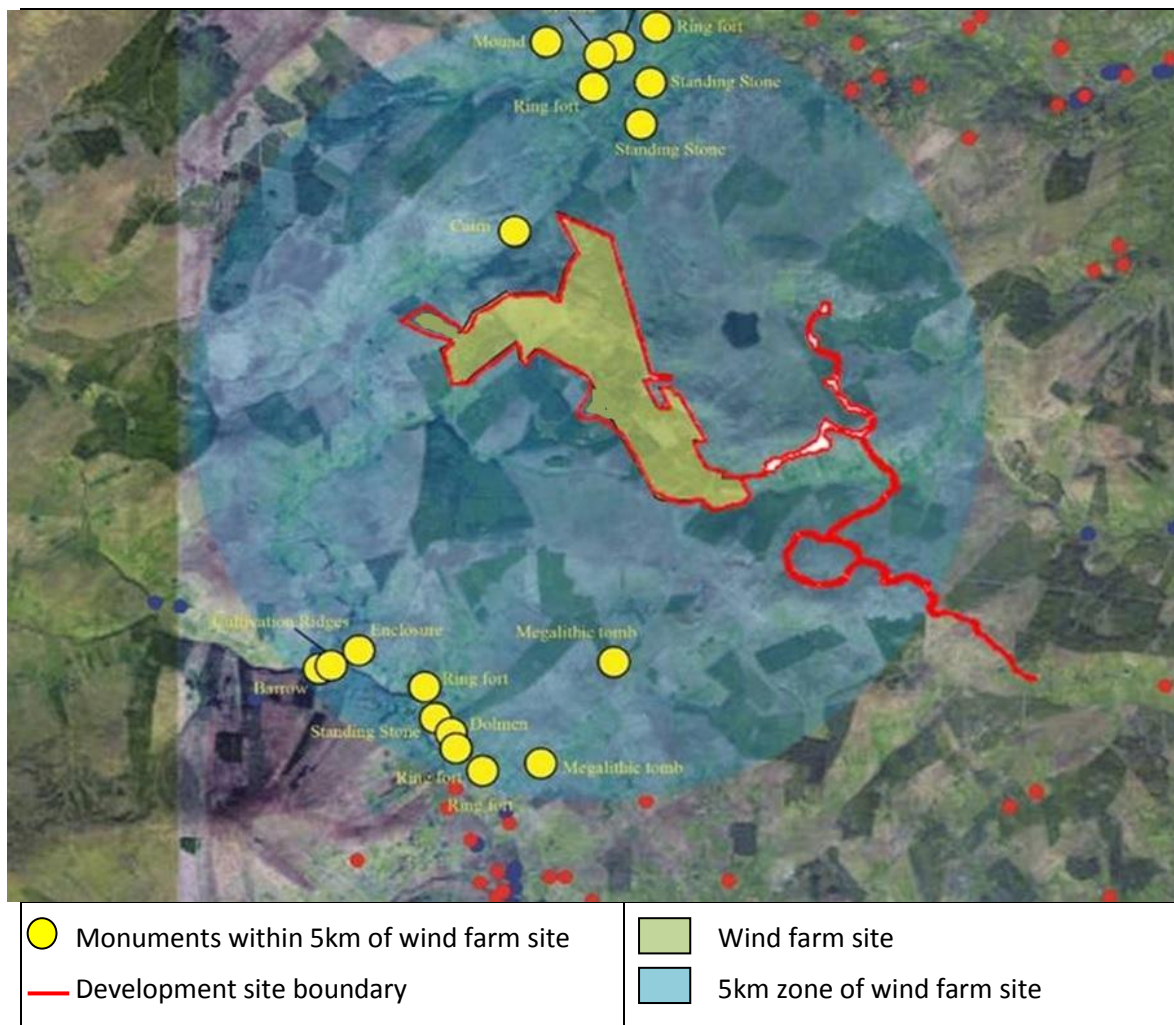 Ring fort
Mound
Standing Stone
Ring fort
Standing Stone
Cairn
Cultivation Ridges
Enclosure
Megalithic tomb
Barrow
Ring fort
Standing Stone
Dolmen
Megalithic tomb
Ring fort
Ring fort
Monuments within 5km of wind farm site
Wind farm site
Development site boundary
5km zone of wind farm site